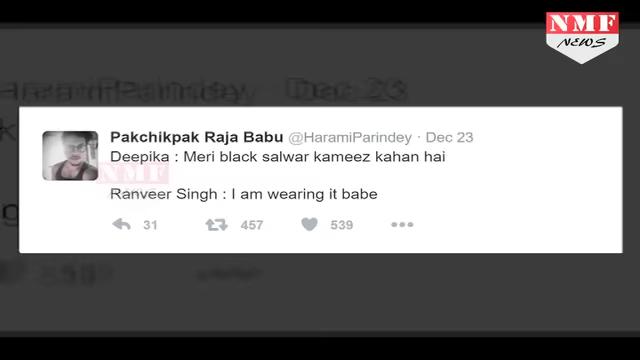 NMF
NEWS
Pakchikpak Raja Babu @HaramiParindey · Dec 23
Deepika : Meri black salwar kameez kahan hai
Ranveer Singh : I am wearing it babe
31 457 539 •••